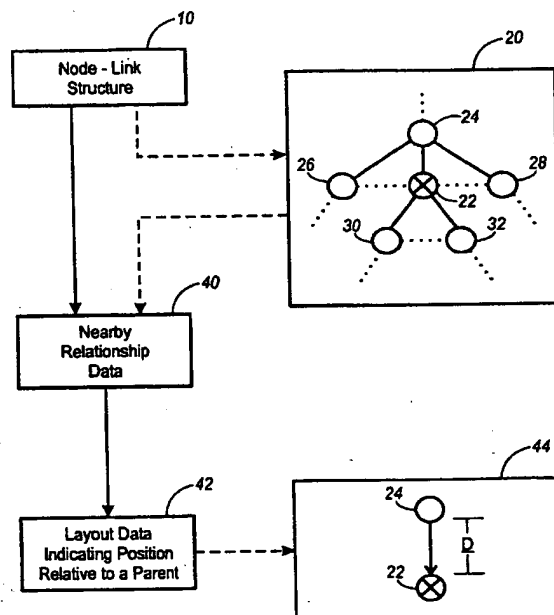 10
Node - Link
Structure
20
24
26
28
22
30
32
40
Nearby
Relationship
Data
42
Layout Data
Indicating Position
Relative to a Parent
44
24
D
22